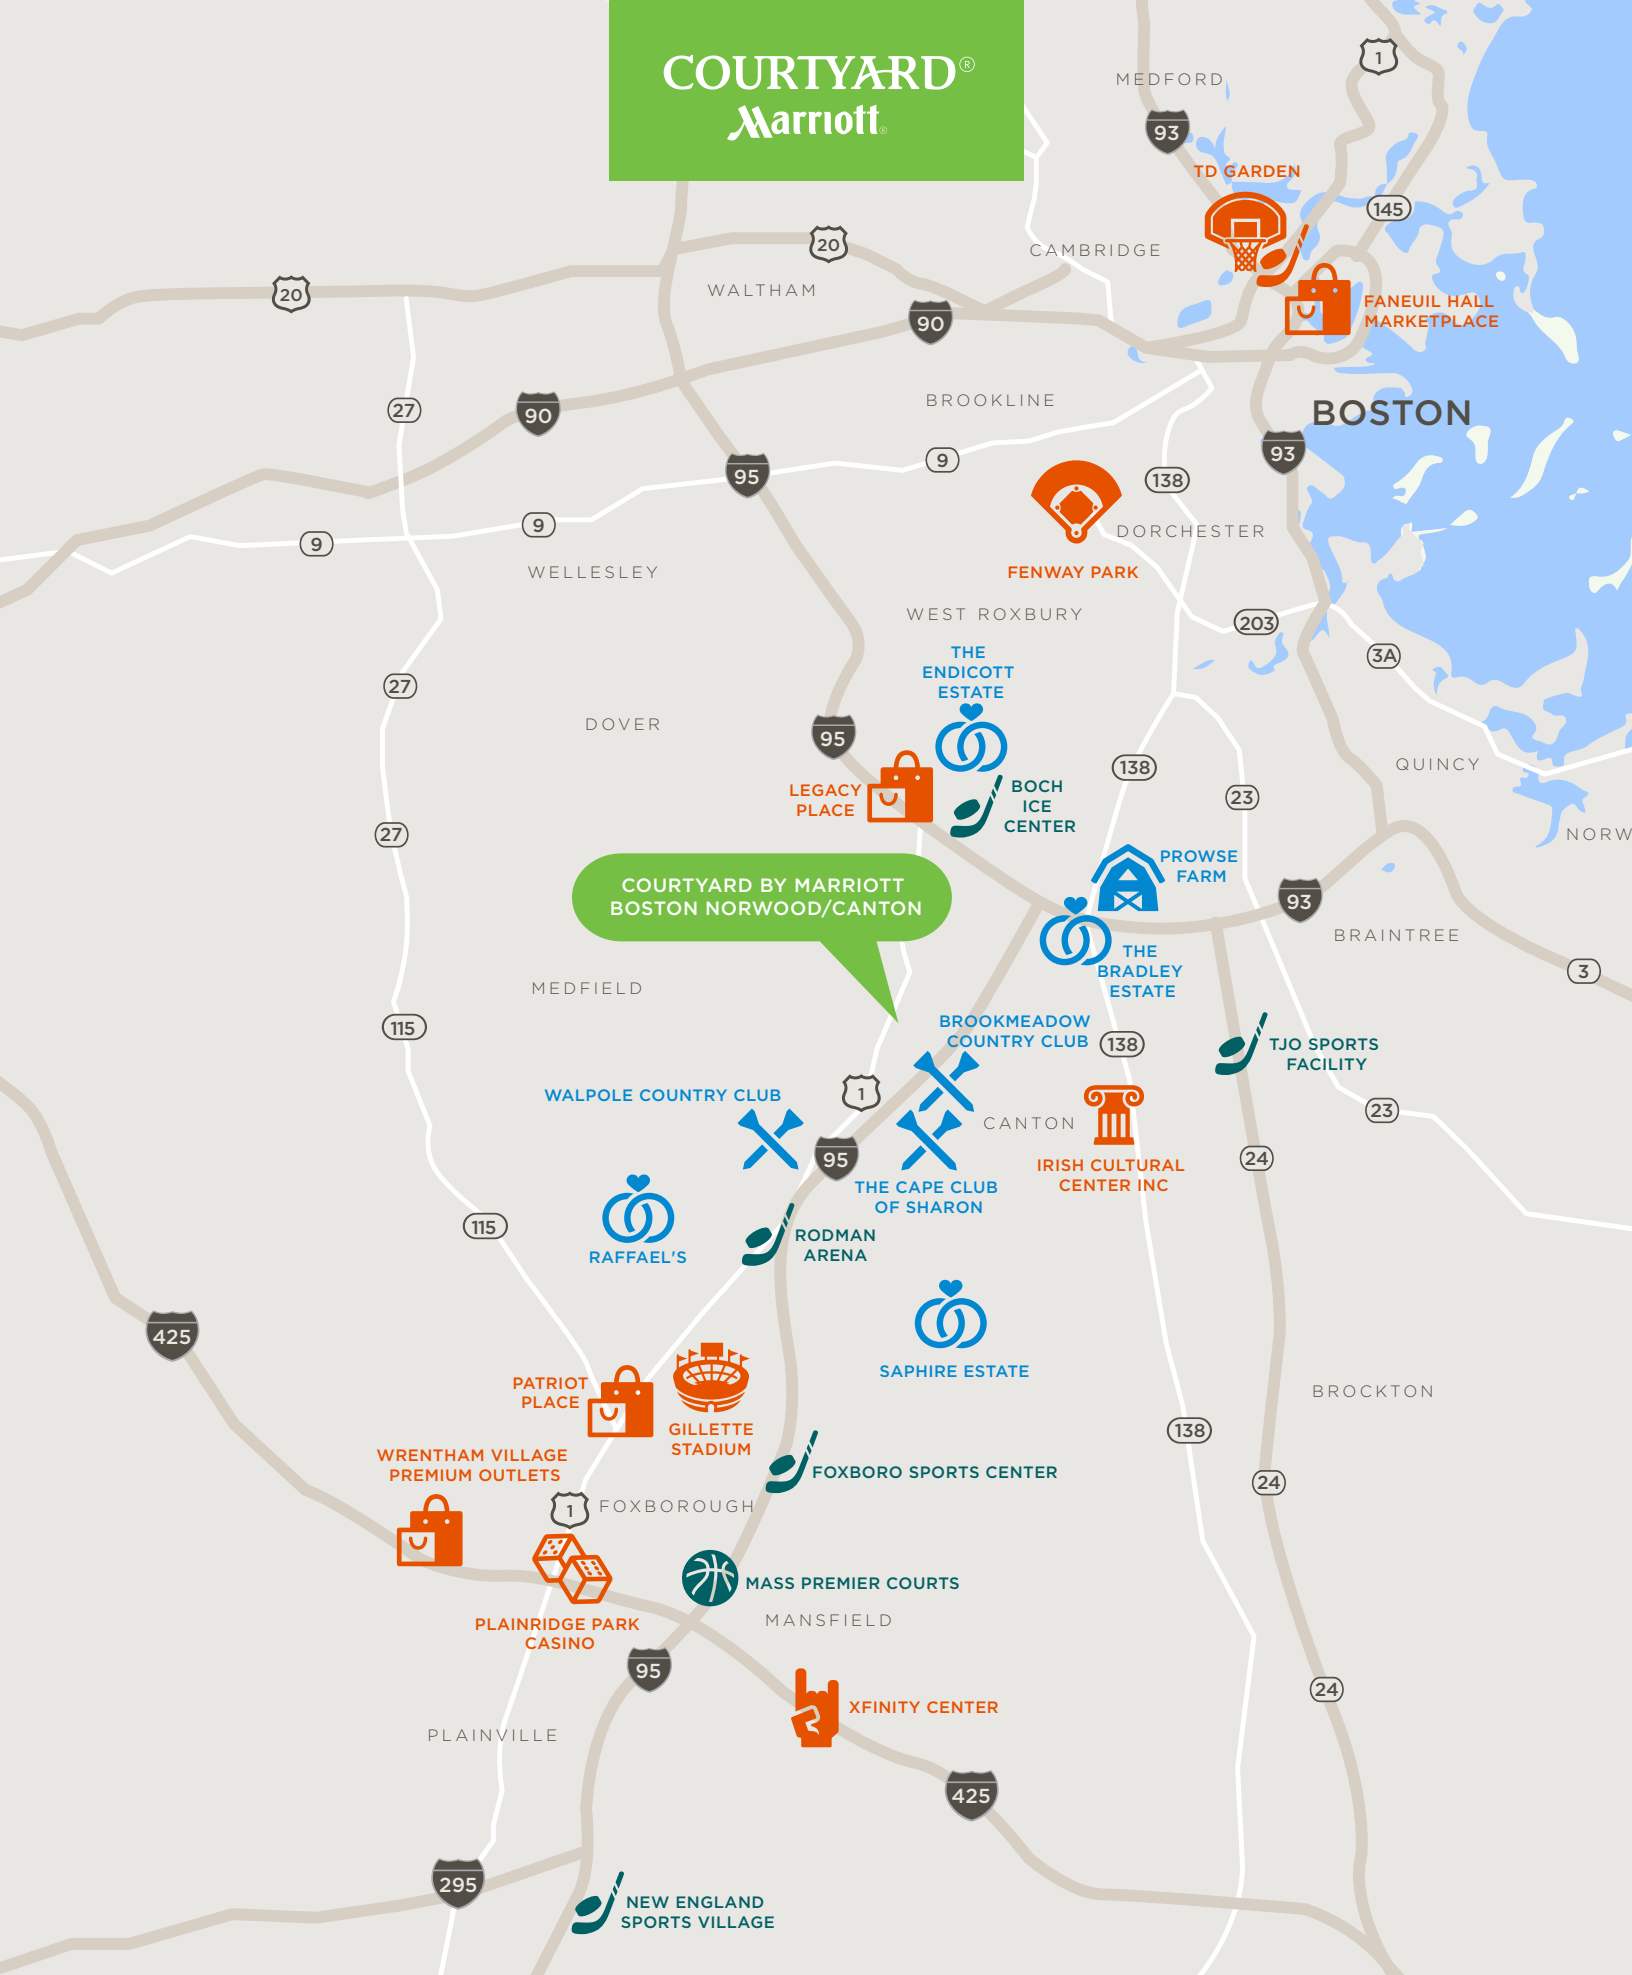 COURTYARD®
Marriott®
MEDFORD
1
93
TD GARDEN
145
20
CAMBRIDGE
20
WALTHAM
FANEUIL HALL
MARKETPLACE
90
BROOKLINE
27
90
BOSTON
93
9
95
138
9
DORCHESTER
9
WELLESLEY
FENWAY PARK
WEST ROXBURY
203
THE
ENDICOTT
ESTATE
3A
27
DOVER
95
138
QUINCY
LEGACY
PLACE
BOCH
ICE
CENTER
23
27
NORW
PROWSE
FARM
COURTYARD BY MARRIOTT
BOSTON NORWOOD/CANTON
93
BRAINTREE
THE
BRADLEY
ESTATE
3
MEDFIELD
115
BROOKMEADOW
COUNTRY CLUB
138
TJO SPORTS
FACILITY
WALPOLE COUNTRY CLUB
1
CANTON
23
95
IRISH CULTURAL
CENTER INC
24
THE CAPE CLUB
OF SHARON
115
RAFFAEL'S
RODMAN
ARENA
425
SAPHIRE ESTATE
PATRIOT
PLACE
BROCKTON
GILLETTE
STADIUM
138
WRENTHAM VILLAGE
PREMIUM OUTLETS
FOXBORO SPORTS CENTER
24
1
FOXBOROUGH
MASS PREMIER COURTS
PLAINRIDGE PARK
CASINO
MANSFIELD
95
24
XFINITY CENTER
PLAINVILLE
425
295
NEW ENGLAND
SPORTS VILLAGE